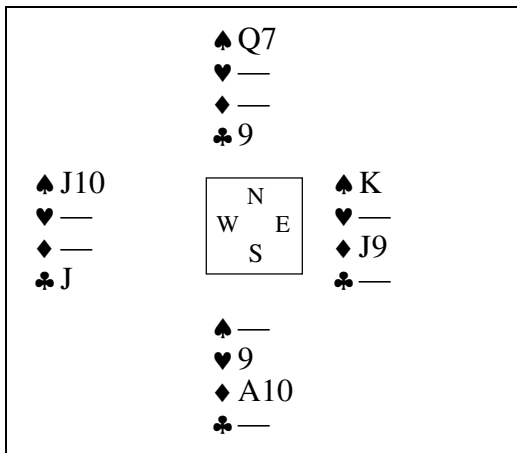 ♠ Q7
♥ —
♦ —
♣ 9
♠ J10
♥ —
♦ —
♣ J
N
W E
S
♠ K
♥ —
♦ J9
♣ —
♠ —
♥ 9
♦ A10
♣ —